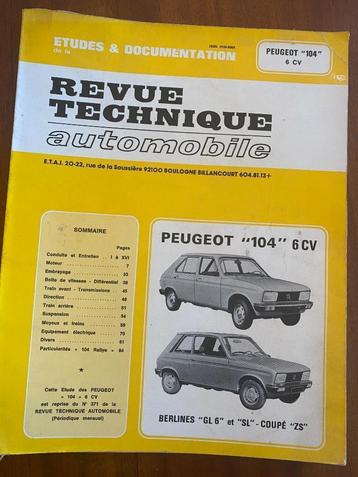 ETUDES & DOCUMENTATION
de la
PEUGEOT "104"
6 CV
REVUE
TECHNIQUE
automobile
E.T.A.I. 20-22, rue de la Saussière 92100 BOULOGNE BILLANCOURT 604.81.13+
SOMMAIRE
Pages
Conduite et Entretien .. I à XVI
Moteur 7
Embrayage 33
Boîte de vitesses - Différentiel 38
Train avant - Transmissions 45
Direction 48
Train arrière 51
Suspension 54
Moyeux et freins 59
Equipement électrique 70
Divers 81
Particularités « 104 Rallye » 84
Cette Etude des PEUGEOT
« 104 » 6 CV
est reprise du N° 371 de la
REVUE TECHNIQUE AUTOMOBILE
(Périodique mensuel)
PEUGEOT "104" 6 CV
BERLINES "GL 6" et "SL" - COUPÉ "ZS"